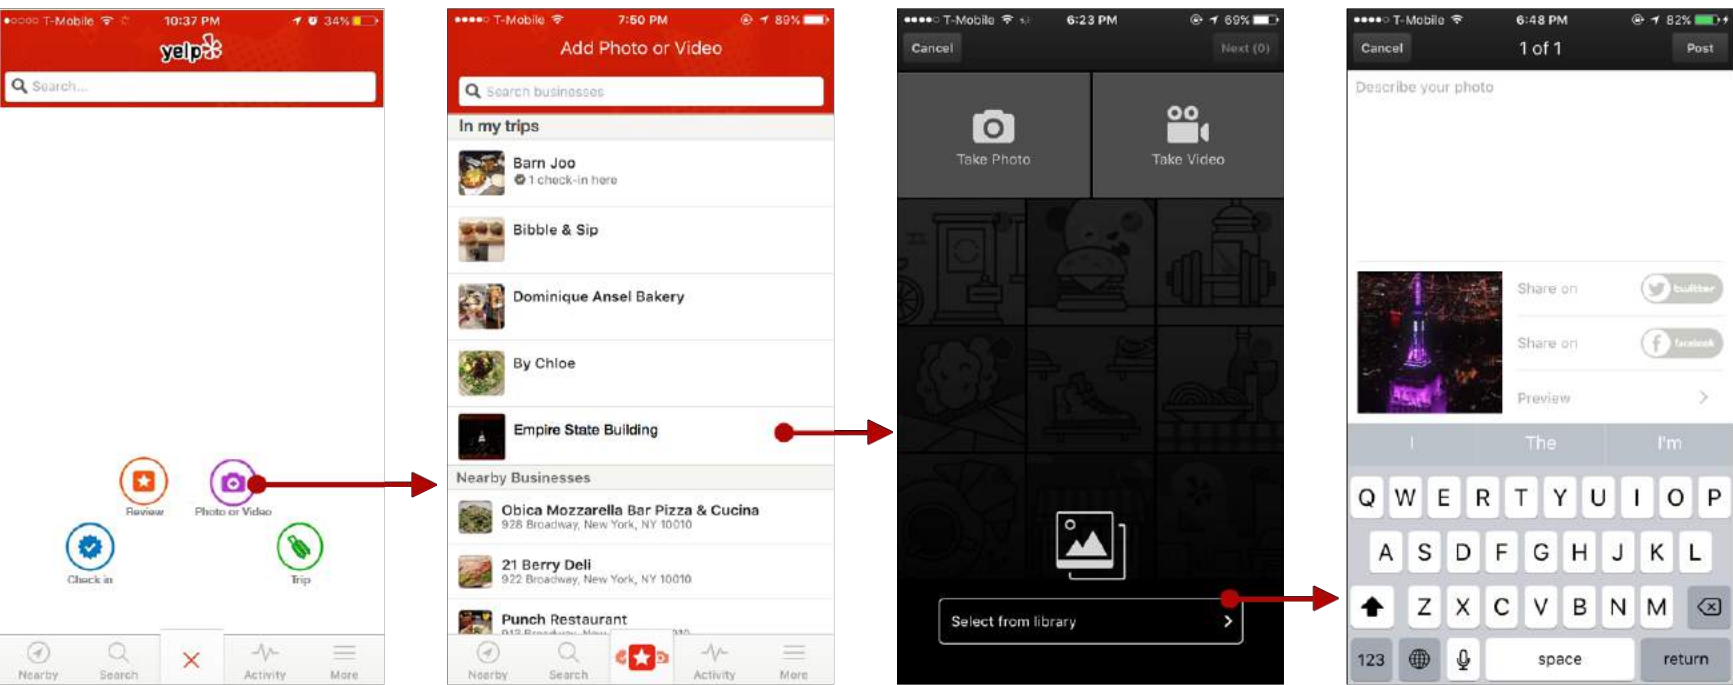 T-Mobile 10:37 PM 34%
yelp
Search...
Review
Photo or Video
Check in
Trip
Nearby Search Activity More
T-Mobile 7:50 PM 89%
Add Photo or Video
Search businesses
In my trips
Barn Joo
1 check-in here
Bibble & Sip
Dominique Ansel Bakery
By Chloe
Empire State Building
Nearby Businesses
Obica Mozzarella Bar Pizza & Cucina
928 Broadway, New York, NY 10010
21 Berry Deli
922 Broadway, New York, NY 10010
Punch Restaurant
Nearby Search Activity More
T-Mobile 6:23 PM 69%
Cancel Next (0)
Take Photo Take Video
Select from library
T-Mobile 6:48 PM 82%
Cancel 1 of 1 Post
Describe your photo
Share on twitter
Share on facebook
Preview
I The I'm
Q W E R T Y U I O P
A S D F G H J K L
Z X C V B N M
123 space return